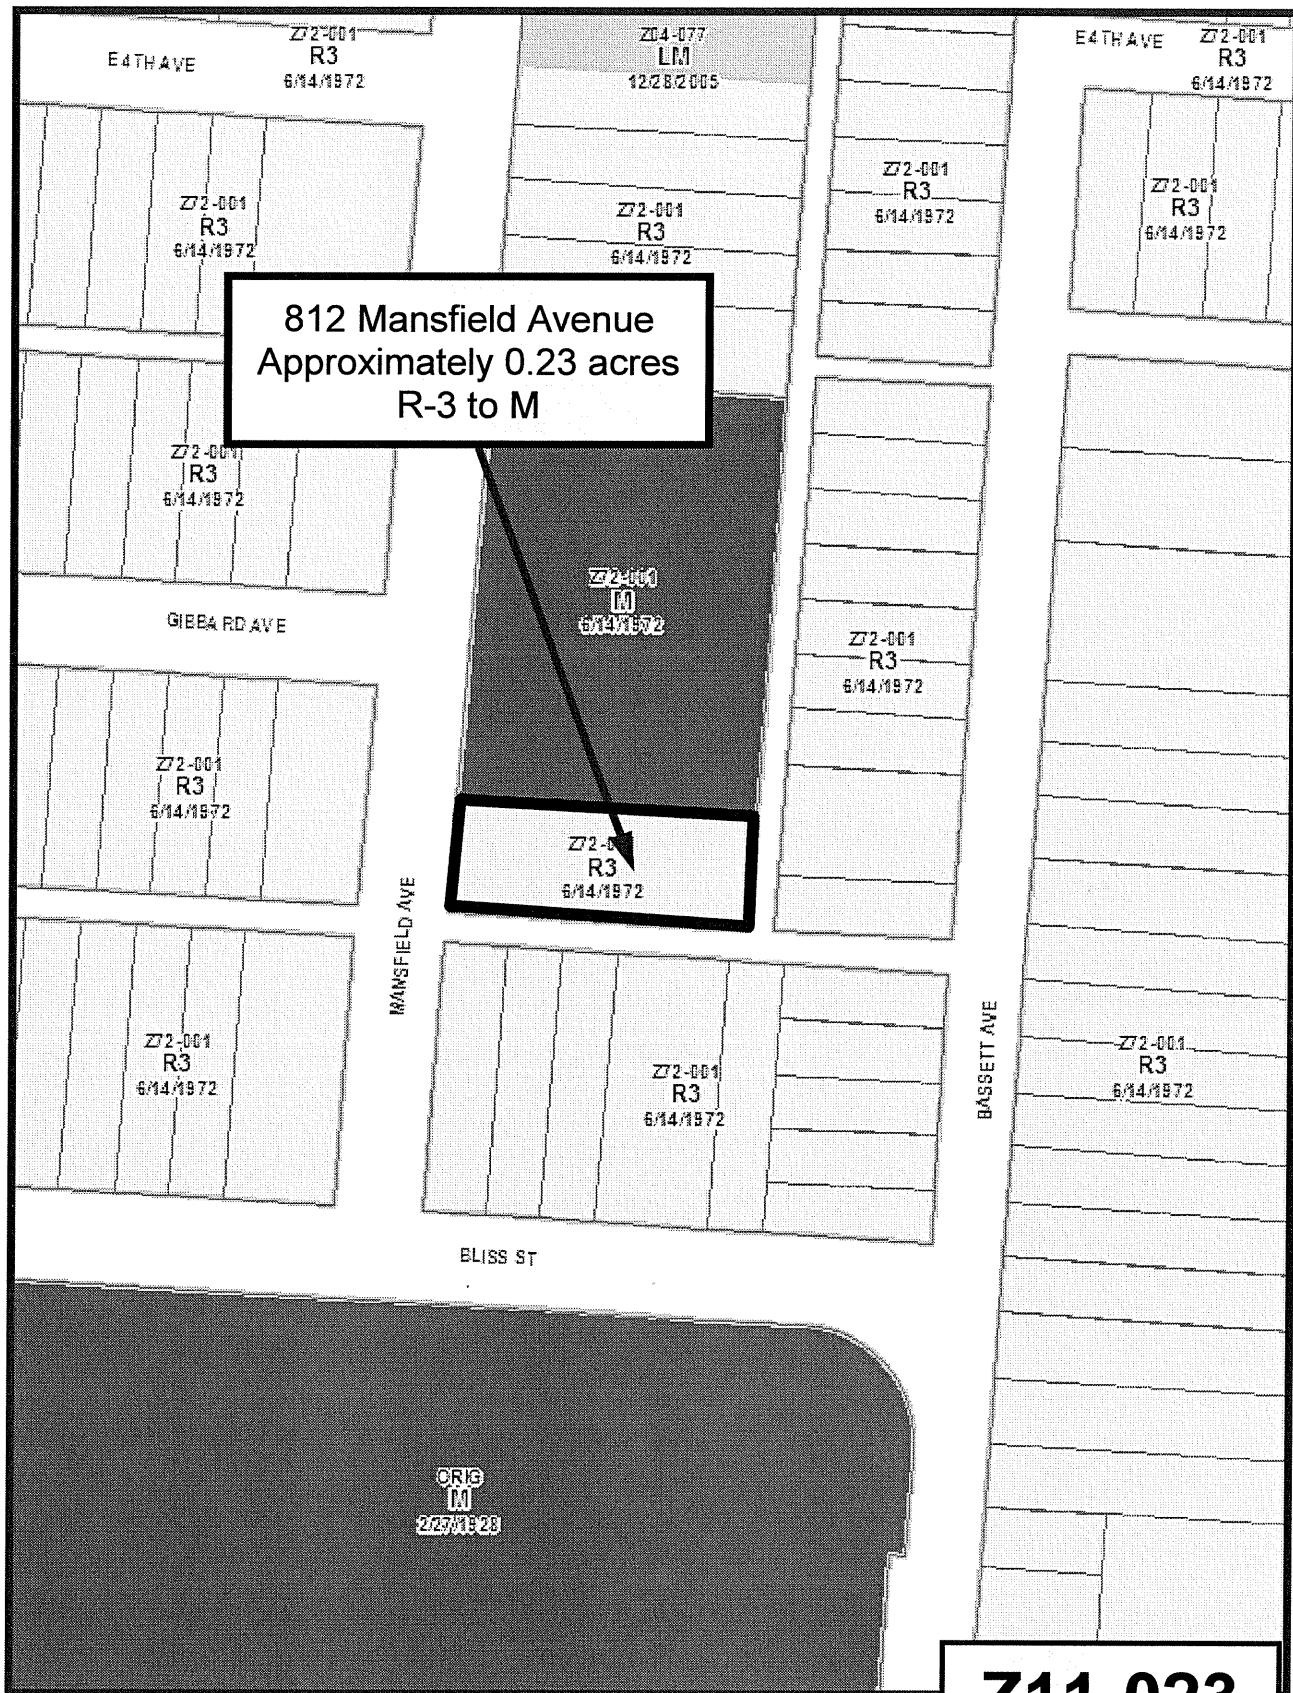 E 4TH AVE
Z72-001
R3
6/14/1972
Z04-077
LM
12/28/2005
E 4TH AVE
Z72-001
R3
6/14/1972
Z72-001
R3
6/14/1972
Z72-001
R3
6/14/1972
Z72-001
R3
6/14/1972
Z72-001
R3
6/14/1972
812 Mansfield Avenue
Approximately 0.23 acres
R-3 to M
Z72-001
R3
6/14/1972
Z72-001
M
6/14/1972
GIBBARD AVE
Z72-001
R3
6/14/1972
Z72-001
R3
6/14/1972
Z72-0
R3
6/14/1972
MANSFIELD AVE
BASSETT AVE
Z72-001
R3
6/14/1972
Z72-001
R3
6/14/1972
Z72-001
R3
6/14/1972
BLISS ST
ORIG
M
2/27/1928
Z11-023